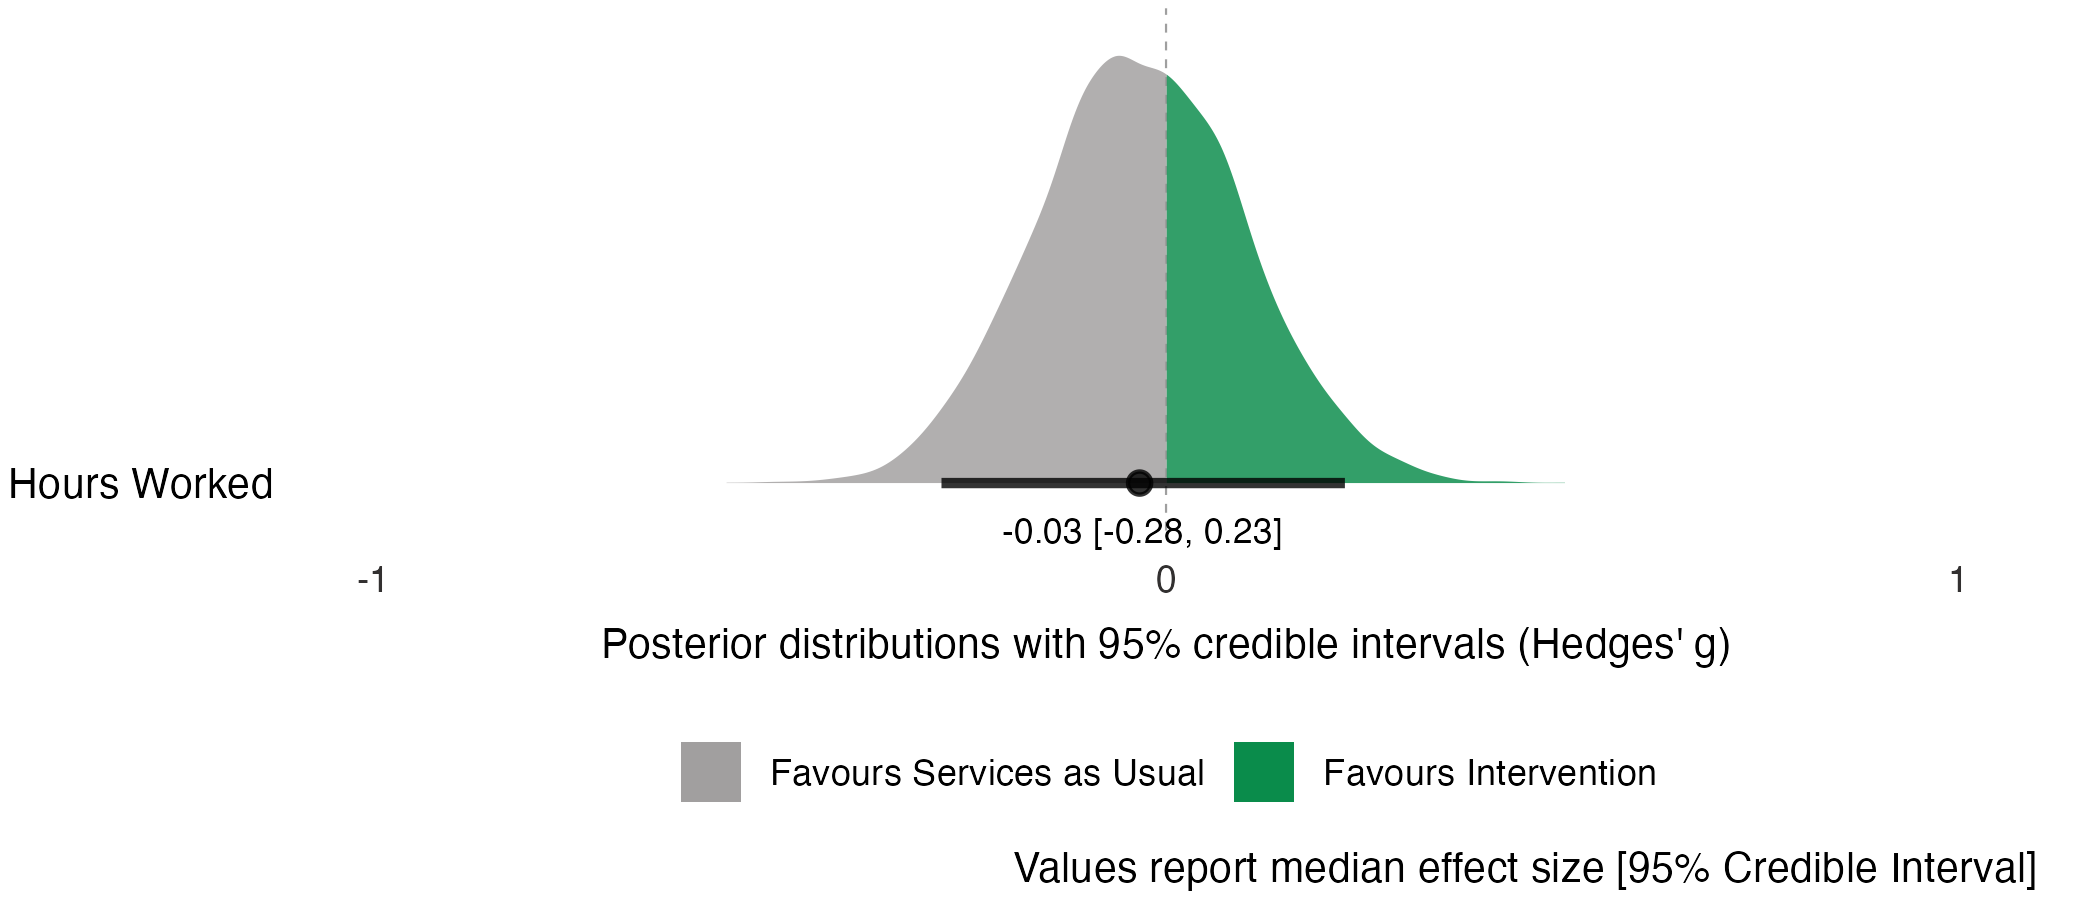 Hours Worked
-0.03 [-0.28, 0.23]
-1 0 1
Posterior distributions with 95% credible intervals (Hedges' g)
Favours Services as Usual Favours Intervention
Values report median effect size [95% Credible Interval]